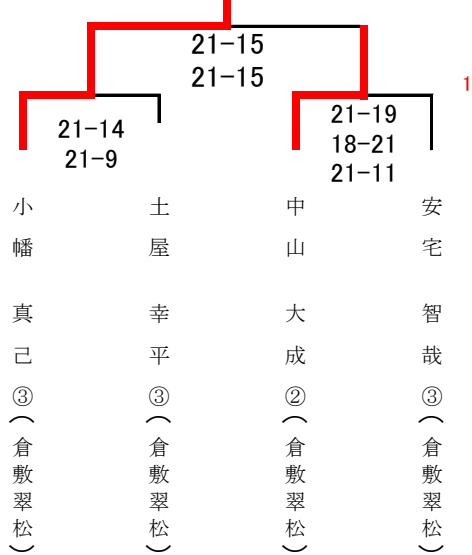 21-15
21-15
1
21-14
21-9
21-19
18-21
21-11
小幡 真己③(倉敷翠松)
土屋 幸平③(倉敷翠松)
中山 大成②(倉敷翠松)
安宅 智哉③(倉敷翠松)